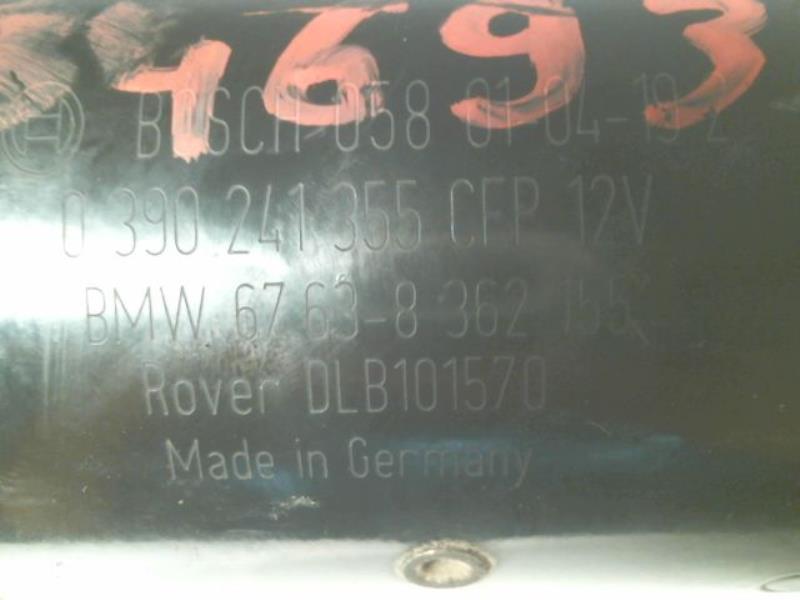 4693
BOSCH 058 01 04-19 2
0 390 241 355 CFP 12V
BMW 67 63-8 362 155
Rover DLB101570
Made in Germany